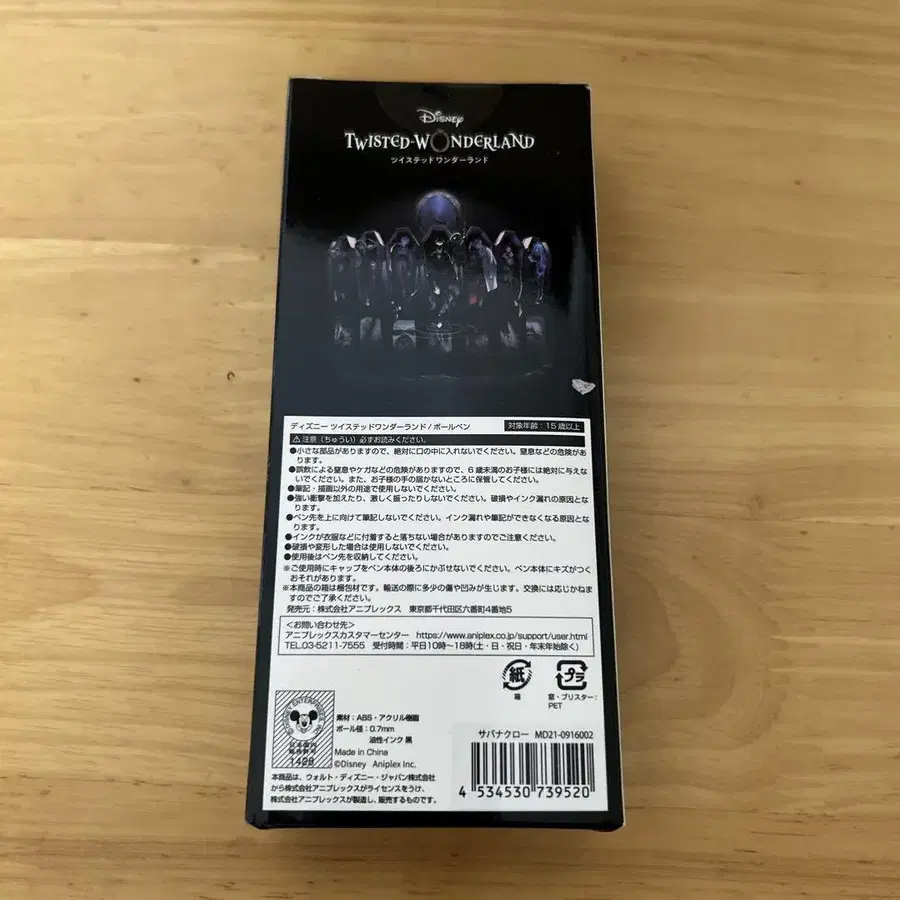 Disney
TWISTED-WONDERLAND
ツイステッドワンダーランド
ディズニー ツイステッドワンダーランド / ボールペン
対象年齢:15歳以上
⚠注意(ちゅうい)必ずお読みください。
●小さな部品がありますので、絶対に口の中に入れないでください。窒息などの危険があ
ります。
●誤飲による窒息やケガなどの危険がありますので、6歳未満のお子様には絶対に与えな
いでください。また、お子様の手の届かないところに保管してください。
●筆記・描画以外の用途で使用しないでください。
●強い衝撃を加えたり、激しく振ったりしないでください。破損やインク漏れの原因とな
ります。
●ペン先を上に向けて筆記しないでください。インク漏れや筆記ができなくなる原因とな
ります。
●インクが衣服などに付着すると落ちない場合がありますのでご注意ください。
●破損や変形した場合は使用しないでください。
●使用後はペン先を収納してください。
※ご使用時にキャップをペン本体の後ろにかぶせないでください。ペン本体にキズがつく
おそれがあります。
※本商品の箱は梱包材です。輸送の際に多少の傷や凹みが生じます。交換には応じかねま
すのでご了承ください。
発売元:株式会社アニプレックス 東京都千代田区六番町4番地5
<お問い合わせ先>
アニプレックスカスタマーセンター https://www.aniplex.co.jp/support/user.html
TEL.03-5211-7555 受付時間:平日10時~18時(土・日・祝日・年末年始除く)
紙
箱
プラ
窓・ブリスター:
PET
日本国内
販売許可
1428
素材:ABS・アクリル樹脂
ボール径:0.7mm
油性インク 黒
Made in China
©Disney Aniplex Inc.
本商品は、ウォルト・ディズニー・ジャパン株式会社
から株式会社アニプレックスがライセンスをうけ、
株式会社アニプレックスが製造し、販売するものです。
サバナクロー MD21-0916002
4 534530 739520